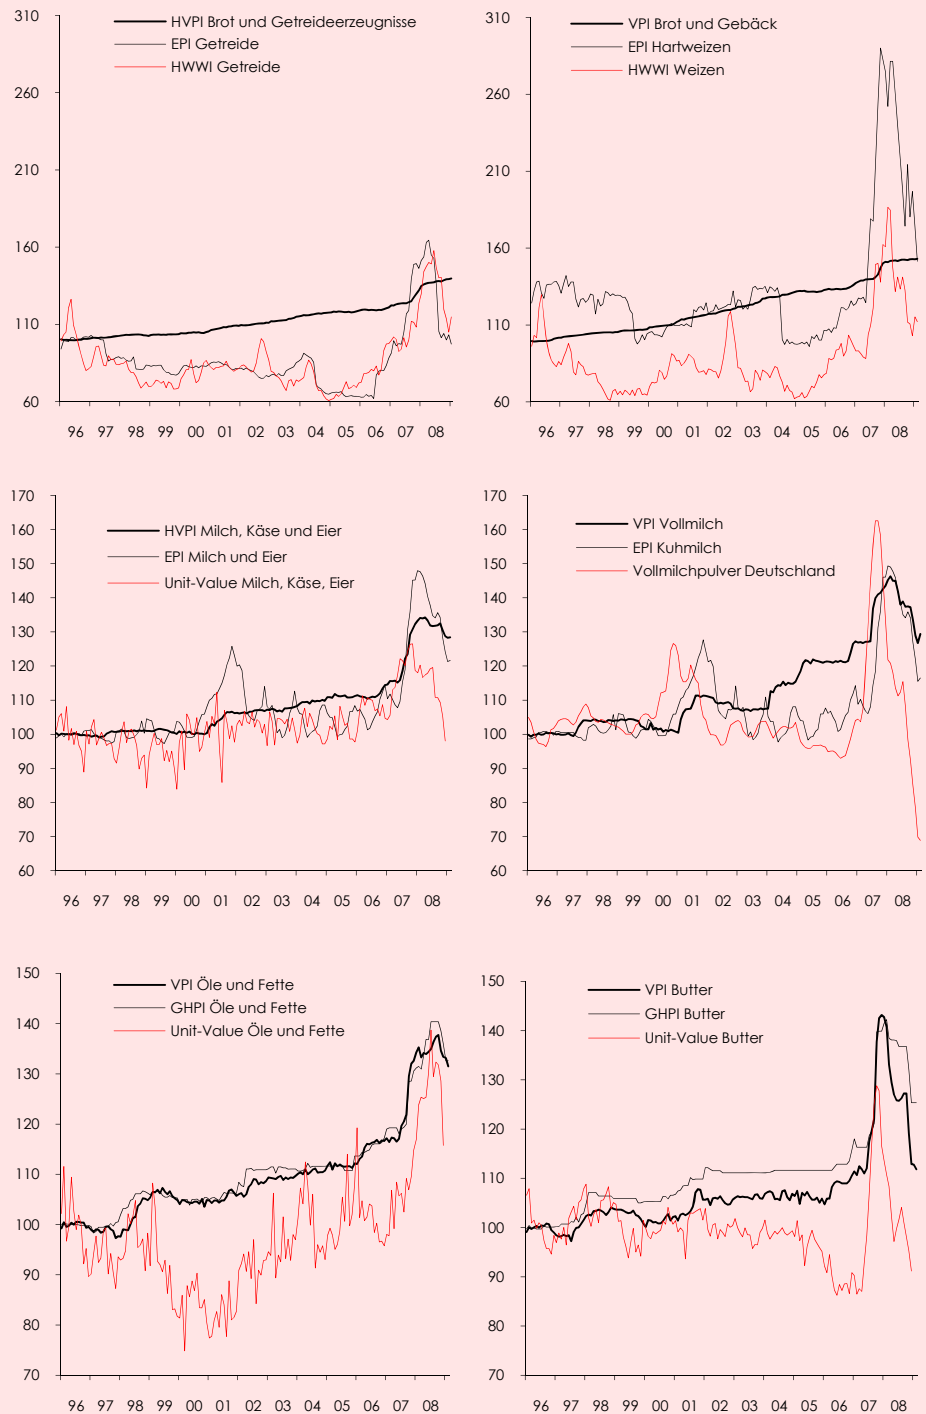 HVPI Brot und Getreideerzeugnisse
EPI Getreide
HWWI Getreide
310
260
210
160
110
60
96 97 98 99 00 01 02 03 04 05 06 07 08
VPI Brot und Gebäck
EPI Hartweizen
HWWI Weizen
310
260
210
160
110
60
96 97 98 99 00 01 02 03 04 05 06 07 08
HVPI Milch, Käse und Eier
EPI Milch und Eier
Unit-Value Milch, Käse, Eier
170
160
150
140
130
120
110
100
90
80
70
60
96 97 98 99 00 01 02 03 04 05 06 07 08
VPI Vollmilch
EPI Kuhmilch
Vollmilchpulver Deutschland
170
160
150
140
130
120
110
100
90
80
70
60
96 97 98 99 00 01 02 03 04 05 06 07 08
VPI Öle und Fette
GHPI Öle und Fette
Unit-Value Öle und Fette
150
140
130
120
110
100
90
80
70
96 97 98 99 00 01 02 03 04 05 06 07 08
VPI Butter
GHPI Butter
Unit-Value Butter
150
140
130
120
110
100
90
80
70
96 97 98 99 00 01 02 03 04 05 06 07 08